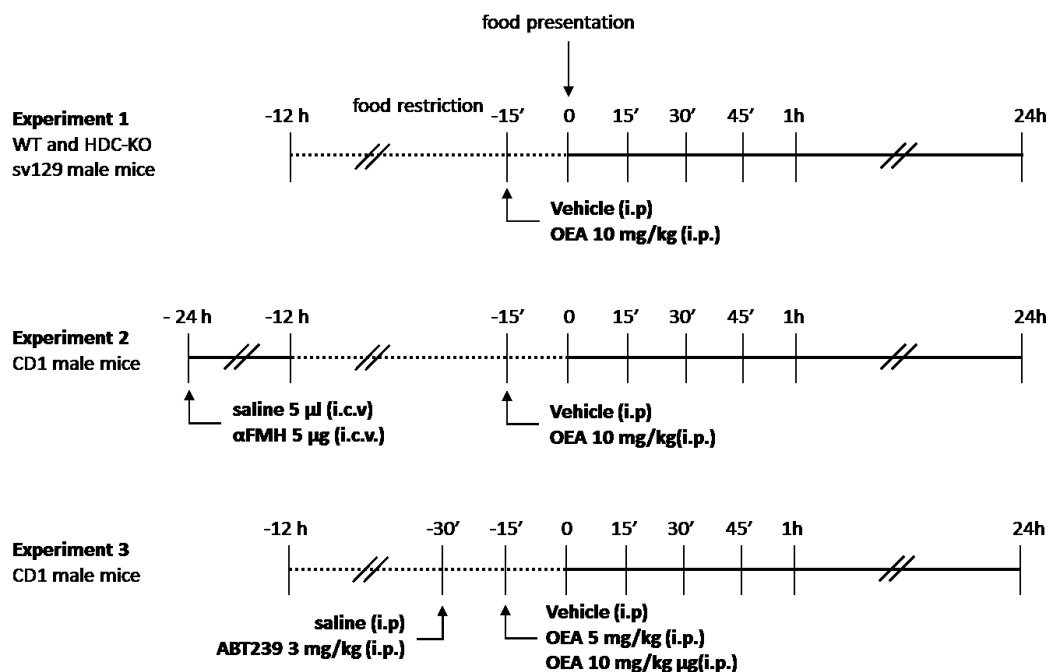 food presentation
Experiment 1
WT and HDC-KO
sv129 male mice
-12 h food restriction -15′ 0 15′ 30′ 45′ 1h 24h
Vehicle (i.p)
OEA 10 mg/kg (i.p.)
Experiment 2
CD1 male mice
- 24 h -12 h -15′ 0 15′ 30′ 45′ 1h 24h
saline 5 µl (i.c.v)
αFMH 5 µg (i.c.v.)
Vehicle (i.p)
OEA 10 mg/kg(i.p.)
Experiment 3
CD1 male mice
-12 h -30′ -15′ 0 15′ 30′ 45′ 1h 24h
saline (i.p)
ABT239 3 mg/kg (i.p.)
Vehicle (i.p)
OEA 5 mg/kg (i.p.)
OEA 10 mg/kg µg(i.p.)